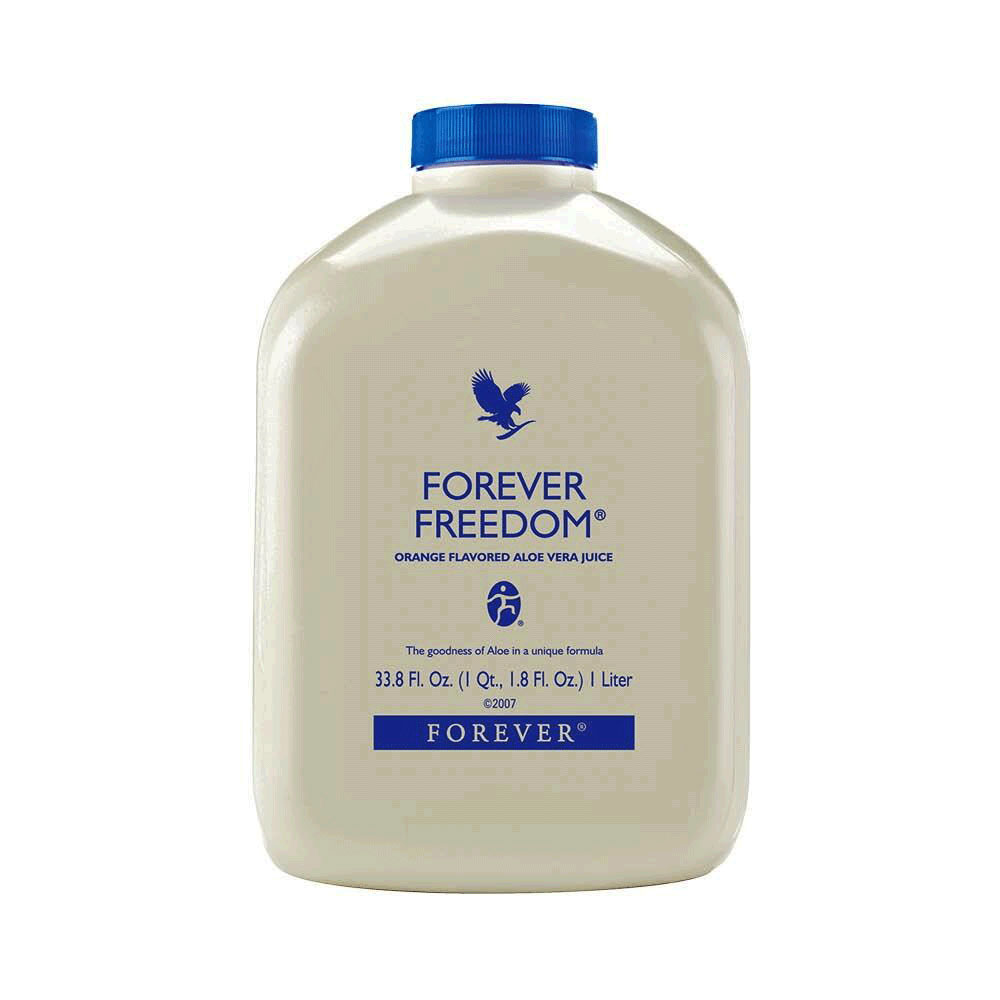 FOREVER
FREEDOM®
ORANGE FLAVORED ALOE VERA JUICE
®
The goodness of Aloe in a unique formula
33.8 Fl. Oz. (1 Qt., 1.8 Fl. Oz.) 1 Liter
©2007
FOREVER®